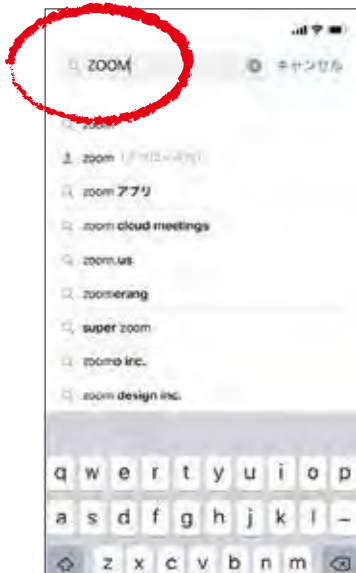 ZOOM キャンセル
zoom
zoom
zoom アプリ
zoom cloud meetings
zoom.us
zoomerang
super zoom
zoomo inc.
zoom design inc.
q w e r t y u i o p
a s d f g h j k l –
z x c v b n m